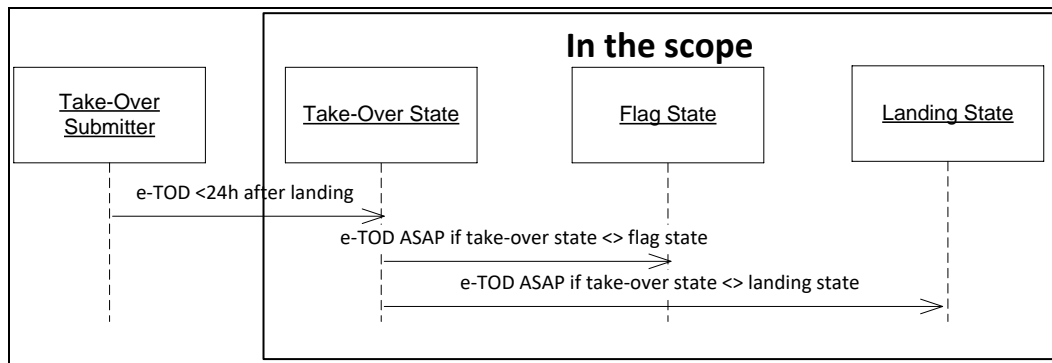 In the scope
Take-Over
Submitter
Take-Over State
Flag State
Landing State
e-TOD <24h after landing
e-TOD ASAP if take-over state <> flag state
e-TOD ASAP if take-over state <> landing state